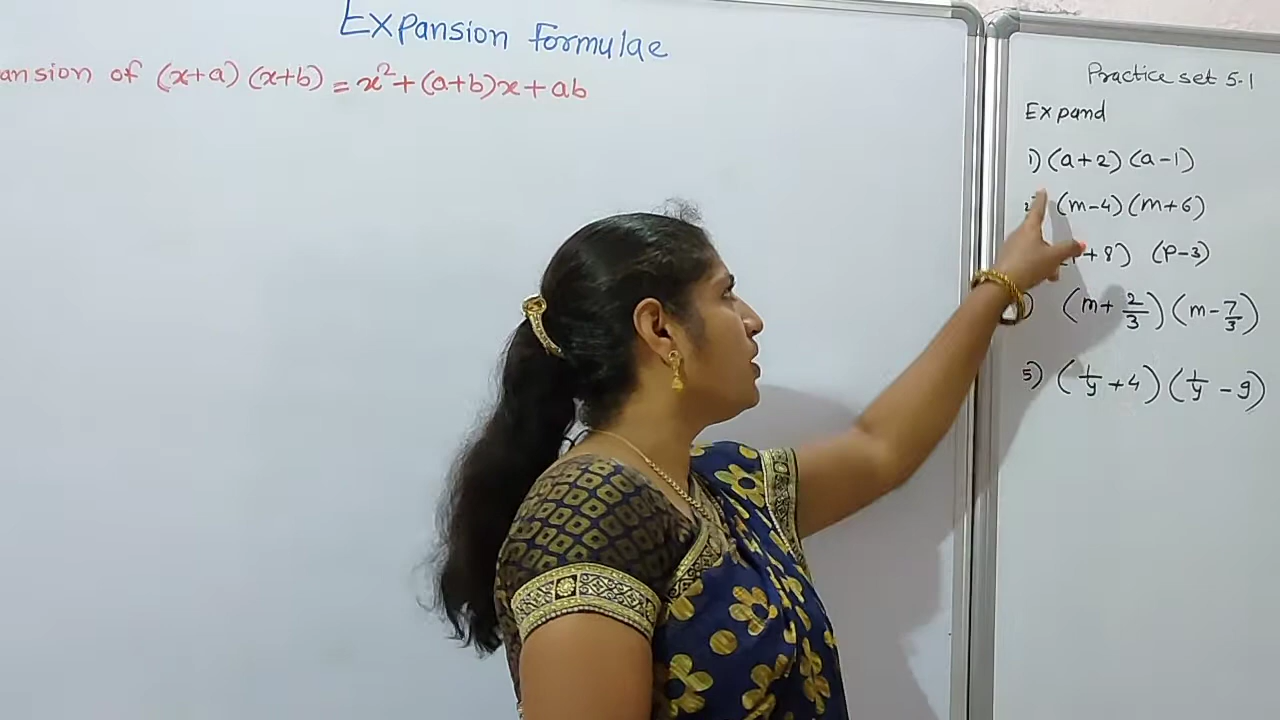 Expansion Formulae
ansion of (x+a) (x+b) = x² + (a+b)x + ab
Practice set 5.1
Expand
1) (a+2) (a-1)
(m-4) (m+6)
+8) (P-3)
) (m+ 2/3) (m- 7/3)
5) (1/y +4) (1/y -9)